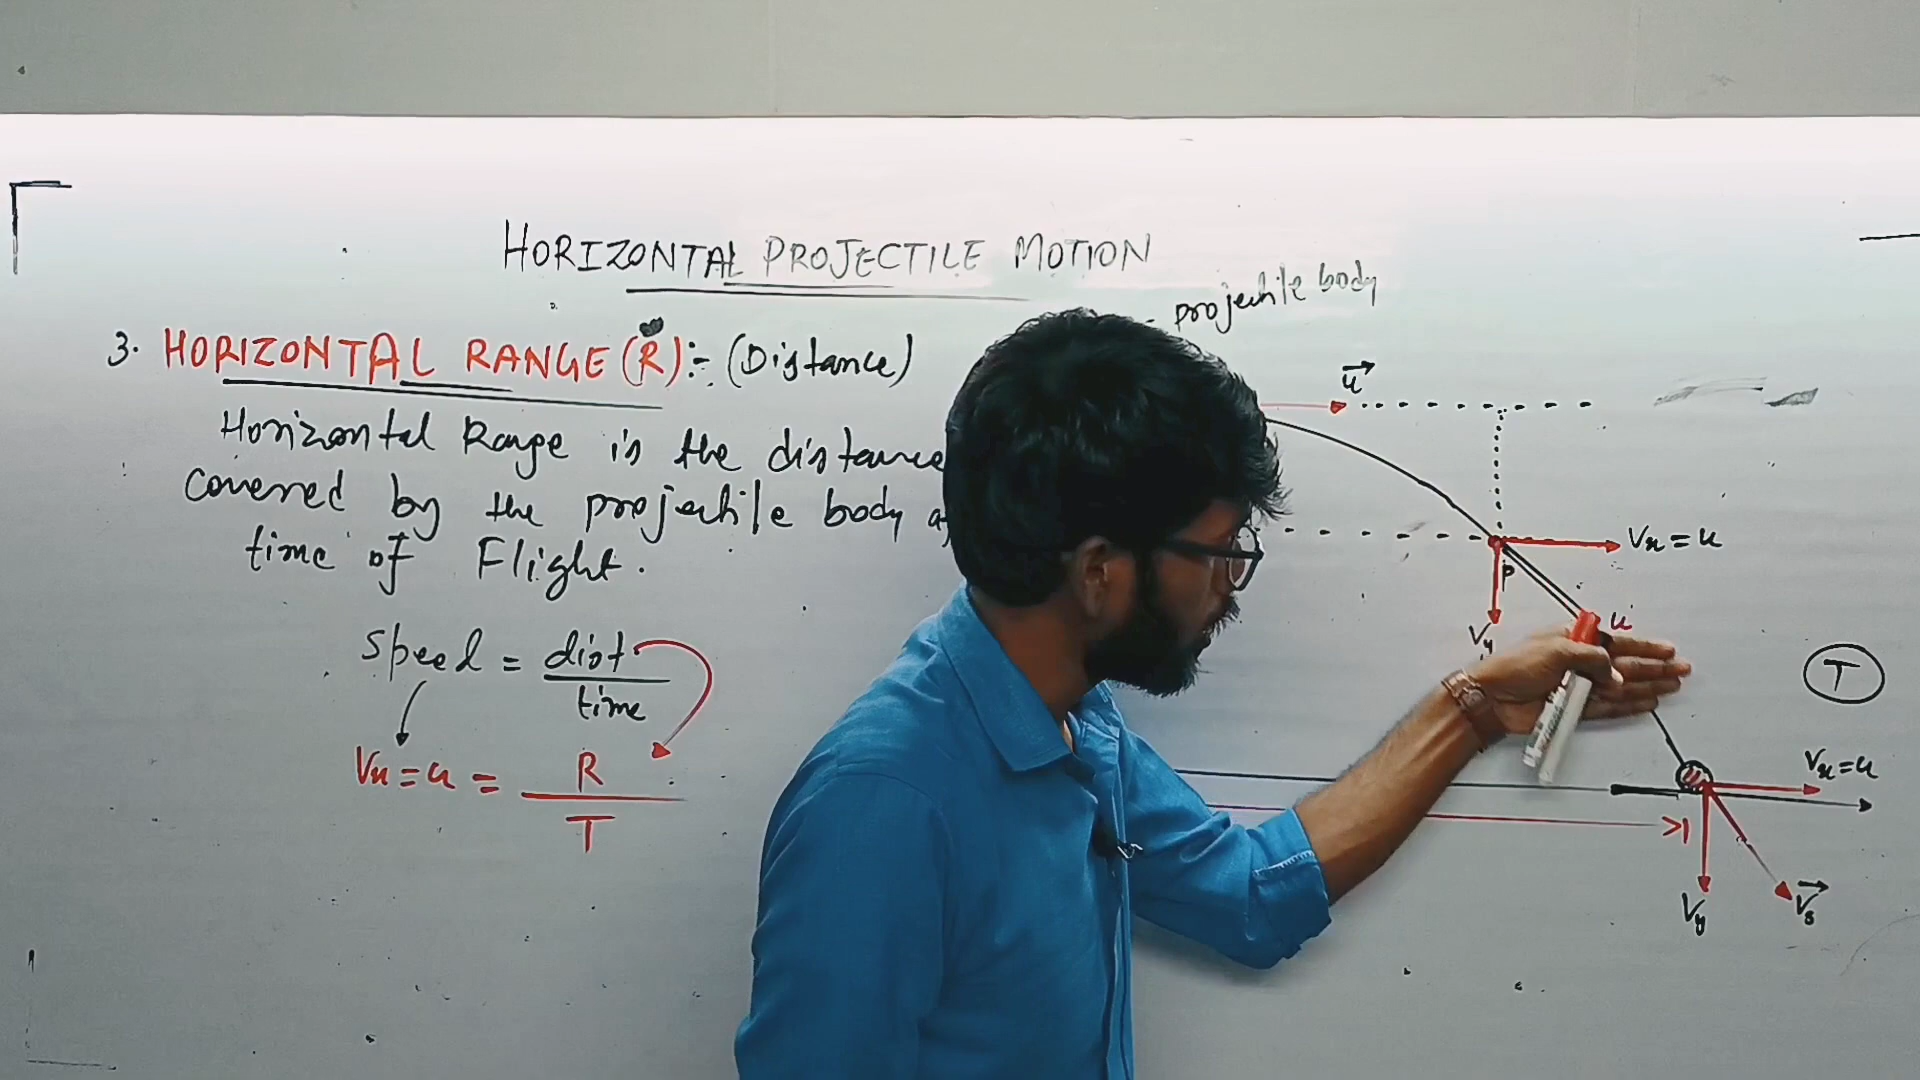 HORIZONTAL PROJECTILE MOTION
projectile body
3. HORIZONTAL RANGE (R):- (Distance)
Horizontal Range is the distance
covered by the projectile body
time of Flight.
Speed = dist / time
Vx = u = R / T
u
Vx = u
P
Vy
u
T
Vx = u
Vy